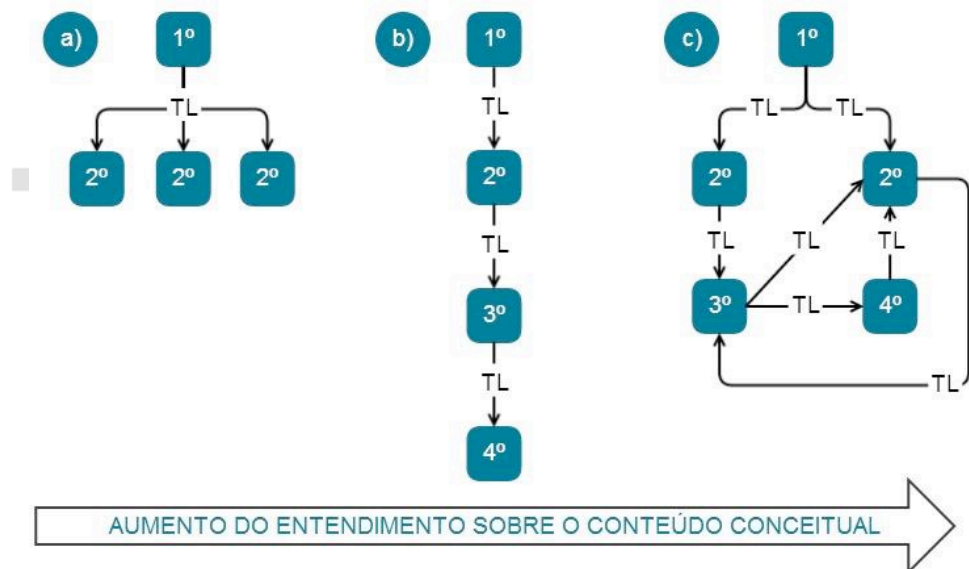 a) 1º b) 1º c) 1º
TL TL TL TL
2º 2º 2º 2º 2º 2º
TL TL TL TL
3º 3º TL 4º
TL TL
4º
AUMENTO DO ENTENDIMENTO SOBRE O CONTEÚDO CONCEITUAL